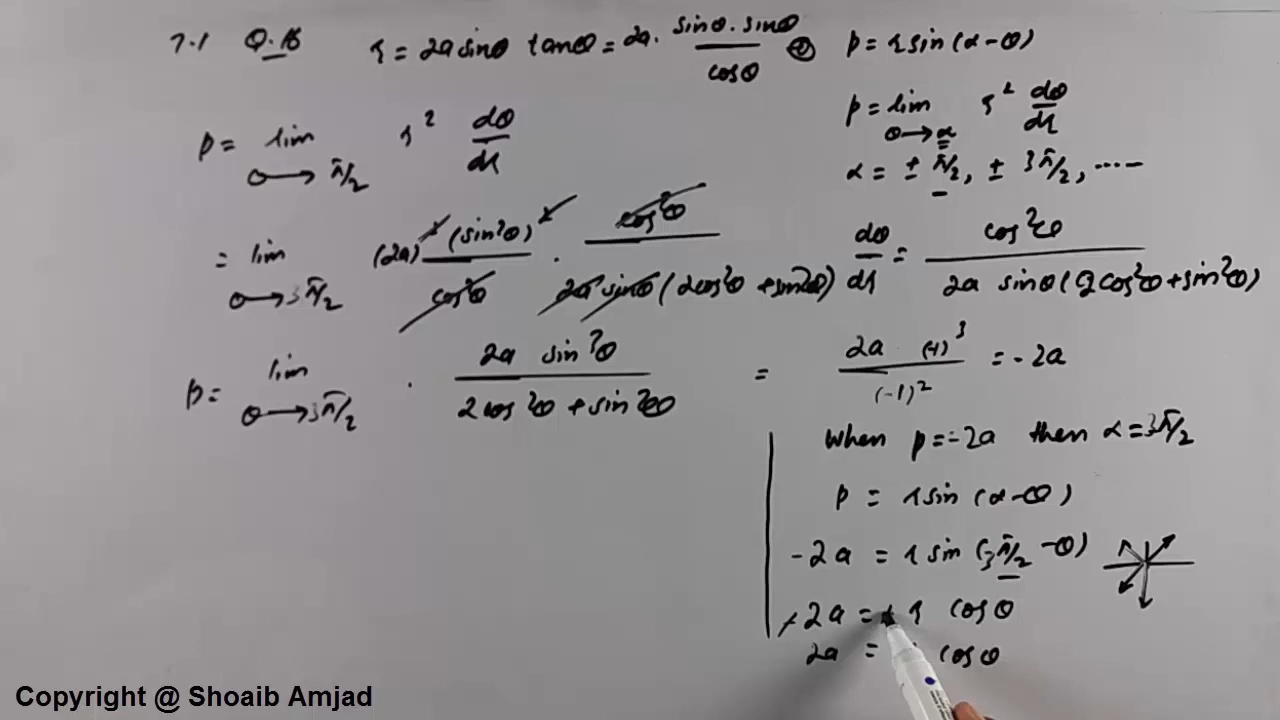 7.1 Q.16 r = 2a sinθ tanθ = 2a. sinθ. sinθ / cosθ
p = r sin(α-θ)
p = lim θ→α r² dθ/dr
α = ± π/2, ± 3π/2, ....
p = lim θ→π/2 r² dθ/dr
= lim θ→3π/2 (2a)² (sin²θ)² / cos²θ . cos²θ / 2a sinθ (2cos²θ + sin²θ)
dθ/dr = cos²θ / 2a sinθ (2cos²θ + sin²θ)
p = lim θ→3π/2 . 2a sin³θ / 2cos²θ + sin²θ = 2a (-1)³ / (-1)² = -2a
When p = -2a then α = 3π/2
p = r sin(α-θ)
-2a = r sin(3π/2 -θ)
-2a = - r cosθ
2a = cosθ
Copyright @ Shoaib Amjad